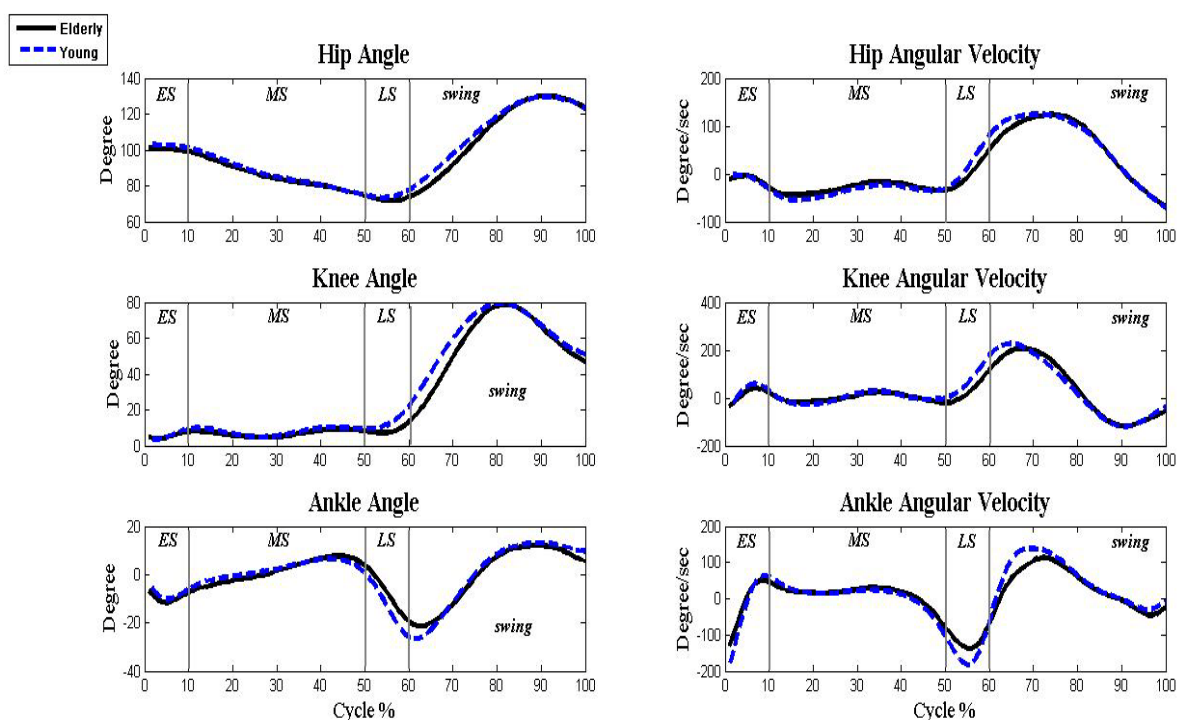 Elderly
Young
Hip Angle
Degree
140
120
100
80
60
ES
MS
LS
swing
0 10 20 30 40 50 60 70 80 90 100
Hip Angular Velocity
Degree/sec
200
100
0
-100
ES
MS
LS
swing
0 10 20 30 40 50 60 70 80 90 100
Knee Angle
Degree
80
60
40
20
0
ES
MS
LS
swing
0 10 20 30 40 50 60 70 80 90 100
Knee Angular Velocity
Degree/sec
400
200
0
-200
ES
MS
LS
swing
0 10 20 30 40 50 60 70 80 90 100
Ankle Angle
Degree
20
0
-20
-40
ES
MS
LS
swing
0 10 20 30 40 50 60 70 80 90 100
Cycle %
Ankle Angular Velocity
Degree/sec
200
100
0
-100
-200
ES
MS
LS
swing
0 10 20 30 40 50 60 70 80 90 100
Cycle %